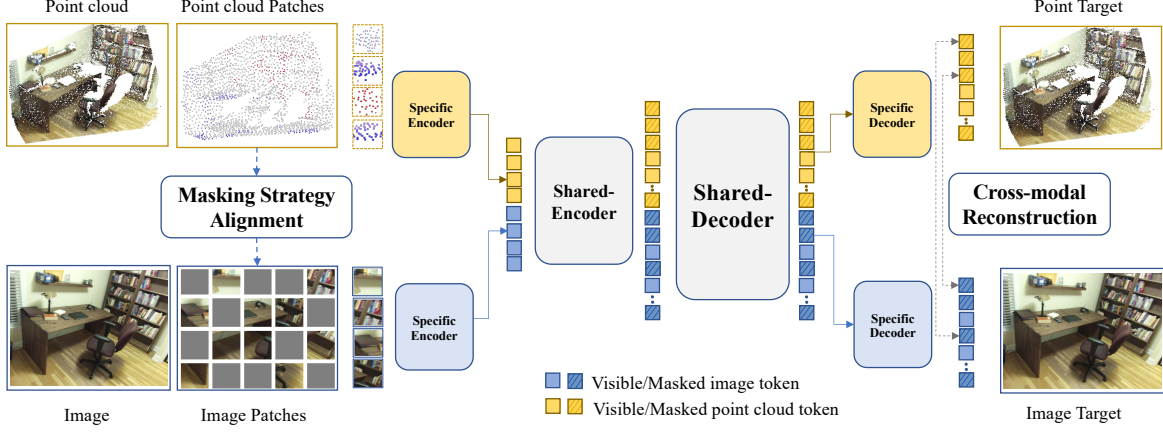 Point cloud
Point cloud Patches
Point Target
Specific
Encoder
Specific
Decoder
Masking Strategy
Alignment
Shared-
Encoder
Shared-
Decoder
Cross-modal
Reconstruction
Specific
Encoder
Specific
Decoder
Visible/Masked image token
Visible/Masked point cloud token
Image
Image Patches
Image Target